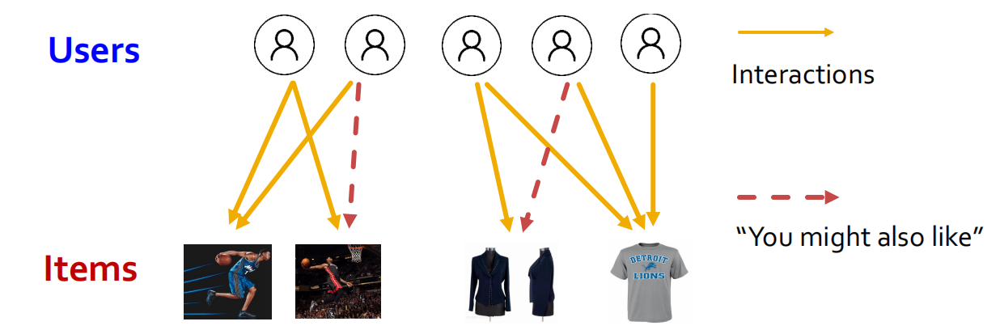 Users
Interactions
“You might also like”
Items
DETROIT
LIONS